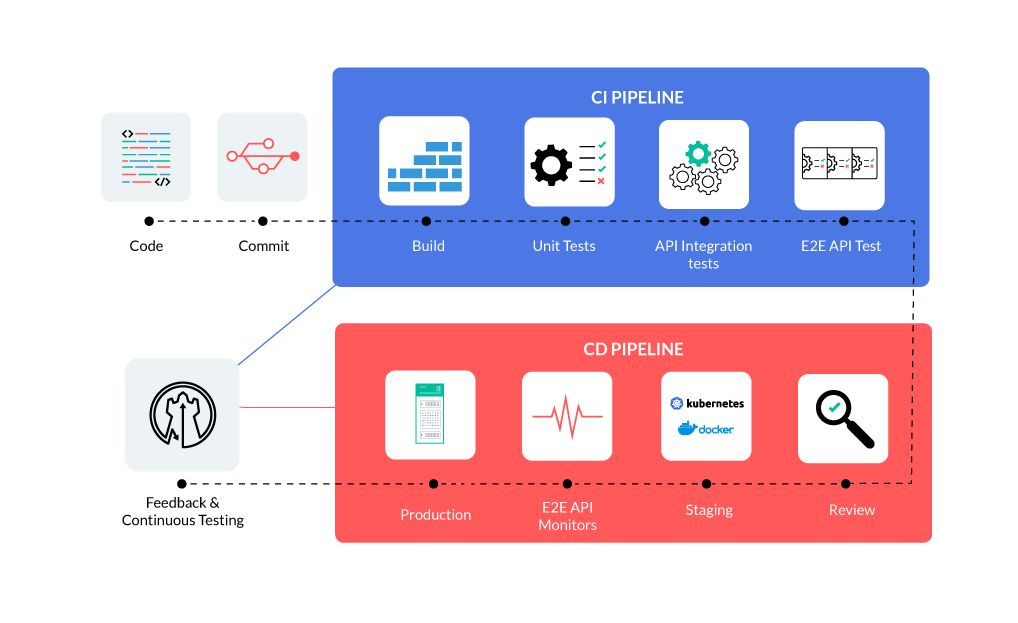 CI PIPELINE
Code
Commit
Build
Unit Tests
API Integration
tests
E2E API Test
CD PIPELINE
kubernetes
docker
Feedback &
Continuous Testing
Production
E2E API
Monitors
Staging
Review